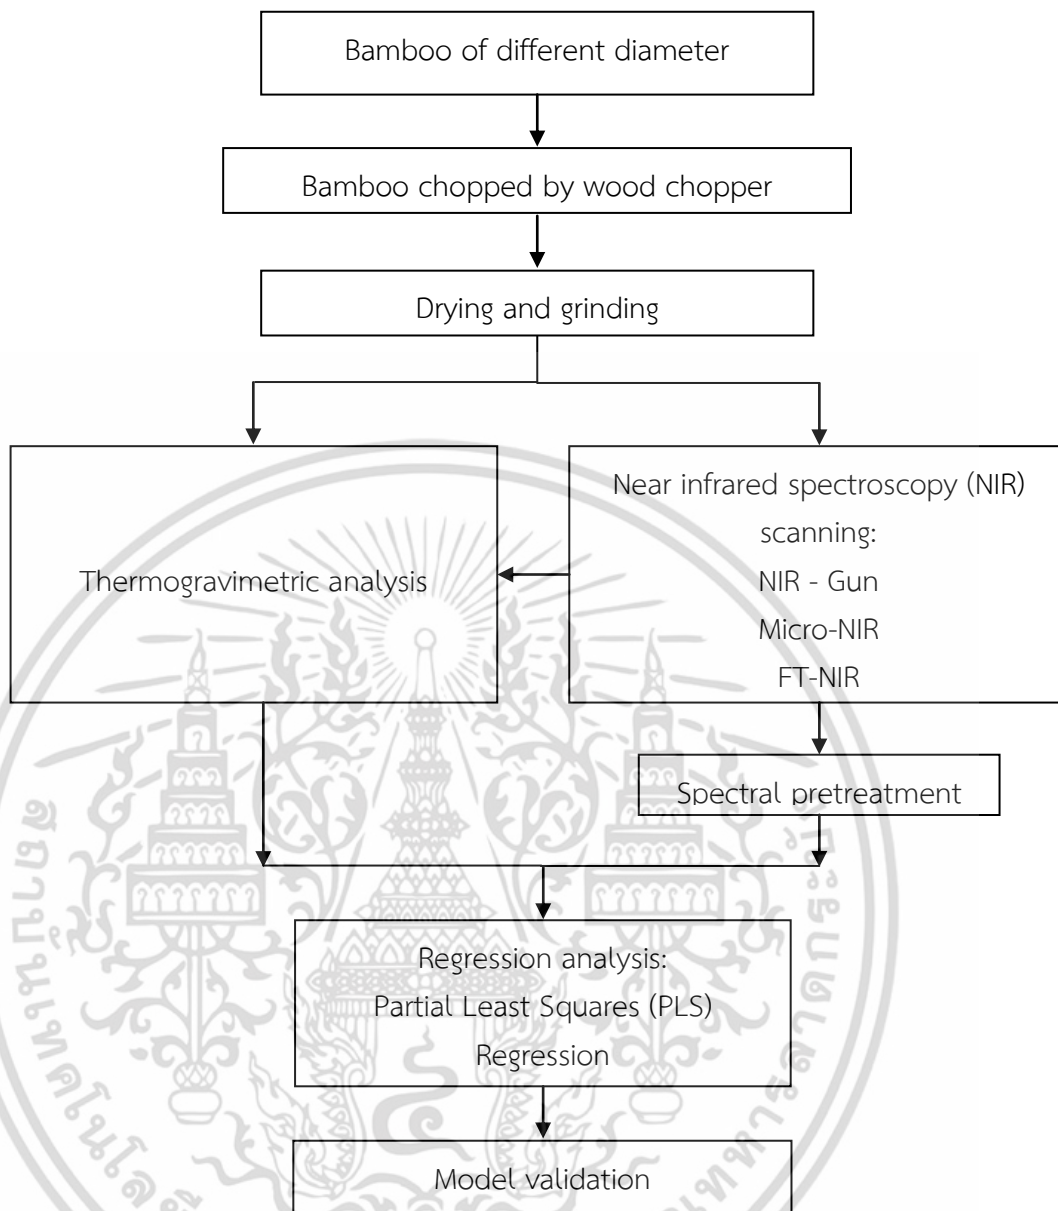 Bamboo of different diameter
Bamboo chopped by wood chopper
Drying and grinding
Thermogravimetric analysis
Near infrared spectroscopy (NIR)
scanning:
NIR - Gun
Micro-NIR
FT-NIR
Spectral pretreatment
Regression analysis:
Partial Least Squares (PLS)
Regression
Model validation